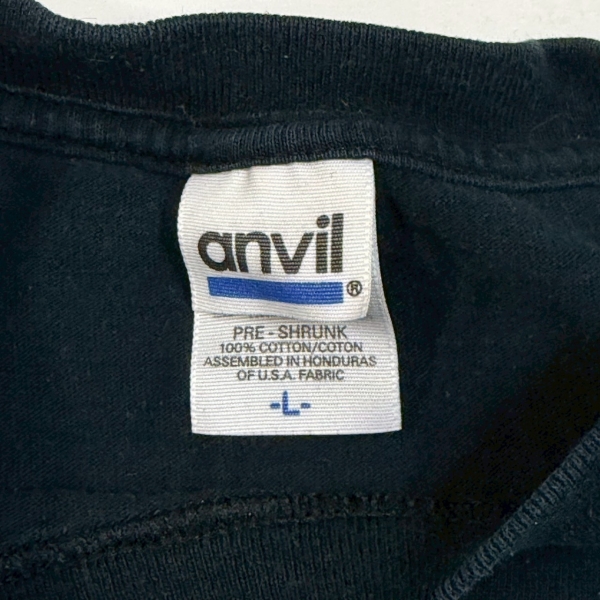 anvil®
PRE-SHRUNK
100% COTTON/COTON
ASSEMBLED IN HONDURAS
OF U.S.A. FABRIC
-L-